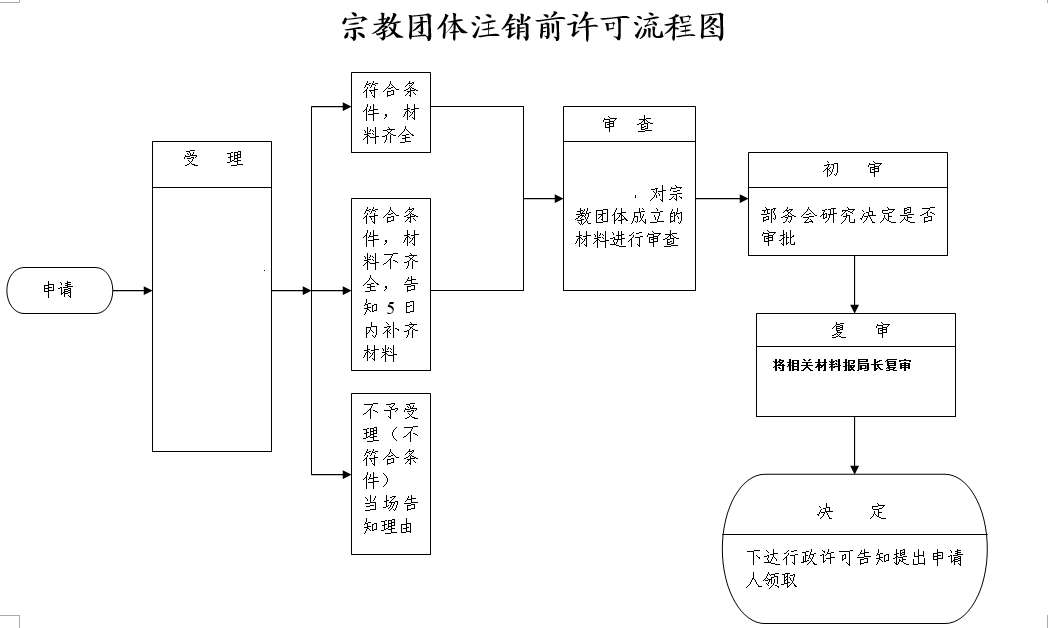 宗教团体注销前许可流程图
申请
受 理
符合条
件，材
料齐全
符合条
件，材
料不齐
全，告
知 5 日
内补齐
材料
不予受
理（不
符合条
件）
当场告
知理由
审 查
，对宗
教团体成立的
材料进行审查
初 审
部务会研究决定是否
审批
复 审
将相关材料报局长复审
决 定
下达行政许可告知提出申请
人领取